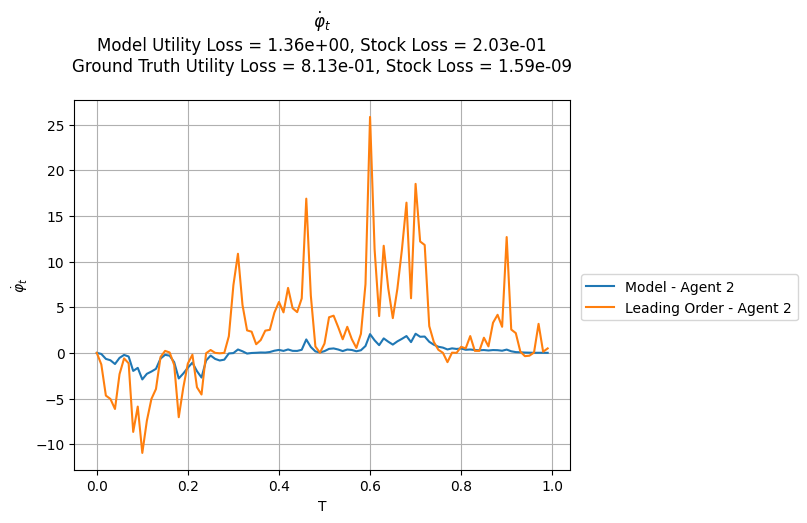 φ̇ₜ
Model Utility Loss = 1.36e+00, Stock Loss = 2.03e-01
Ground Truth Utility Loss = 8.13e-01, Stock Loss = 1.59e-09
25
20
15
10
5
0
−5
−10
φ̇ₜ
0.0 0.2 0.4 0.6 0.8 1.0
T
Model - Agent 2
Leading Order - Agent 2